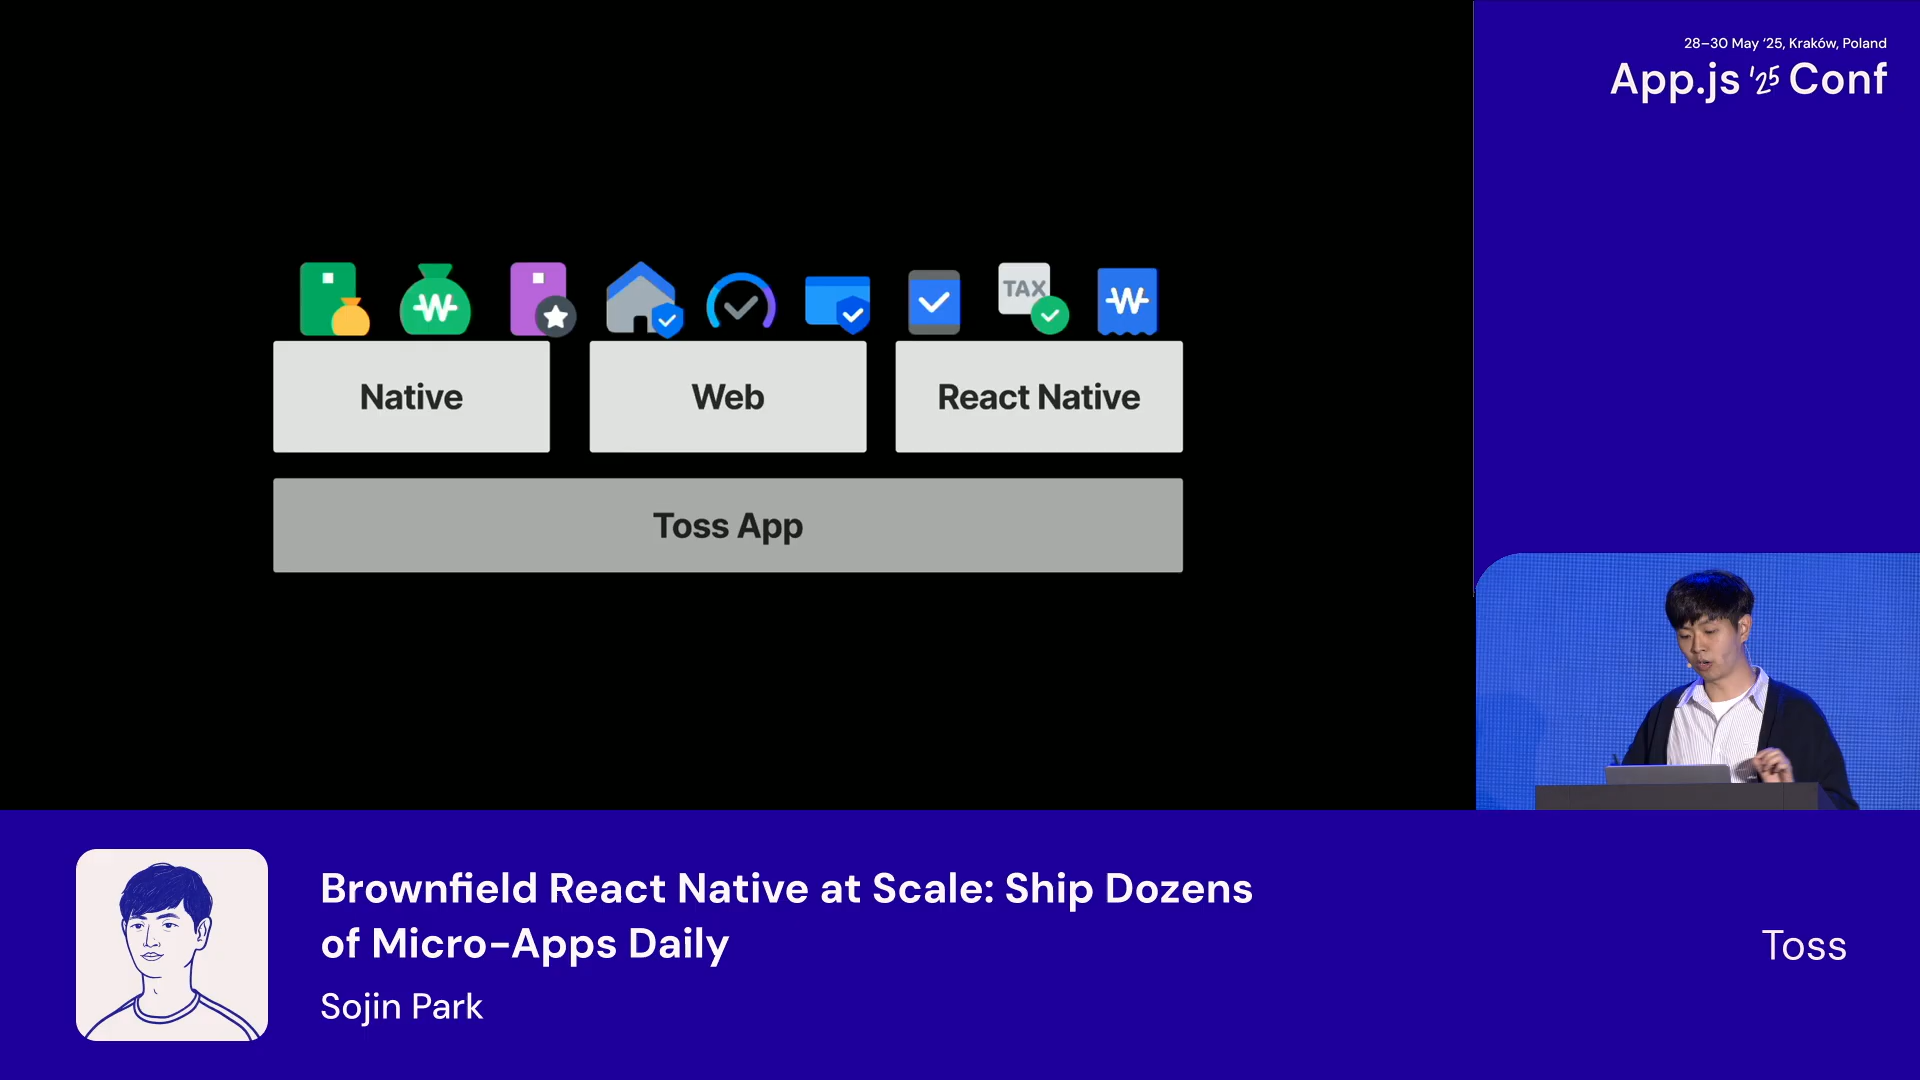 28–30 May ‘25, Kraków, Poland
App.js ‘25 Conf
TAX
W
W
Native
Web
React Native
Toss App
Brownfield React Native at Scale: Ship Dozens
of Micro-Apps Daily
Sojin Park
Toss